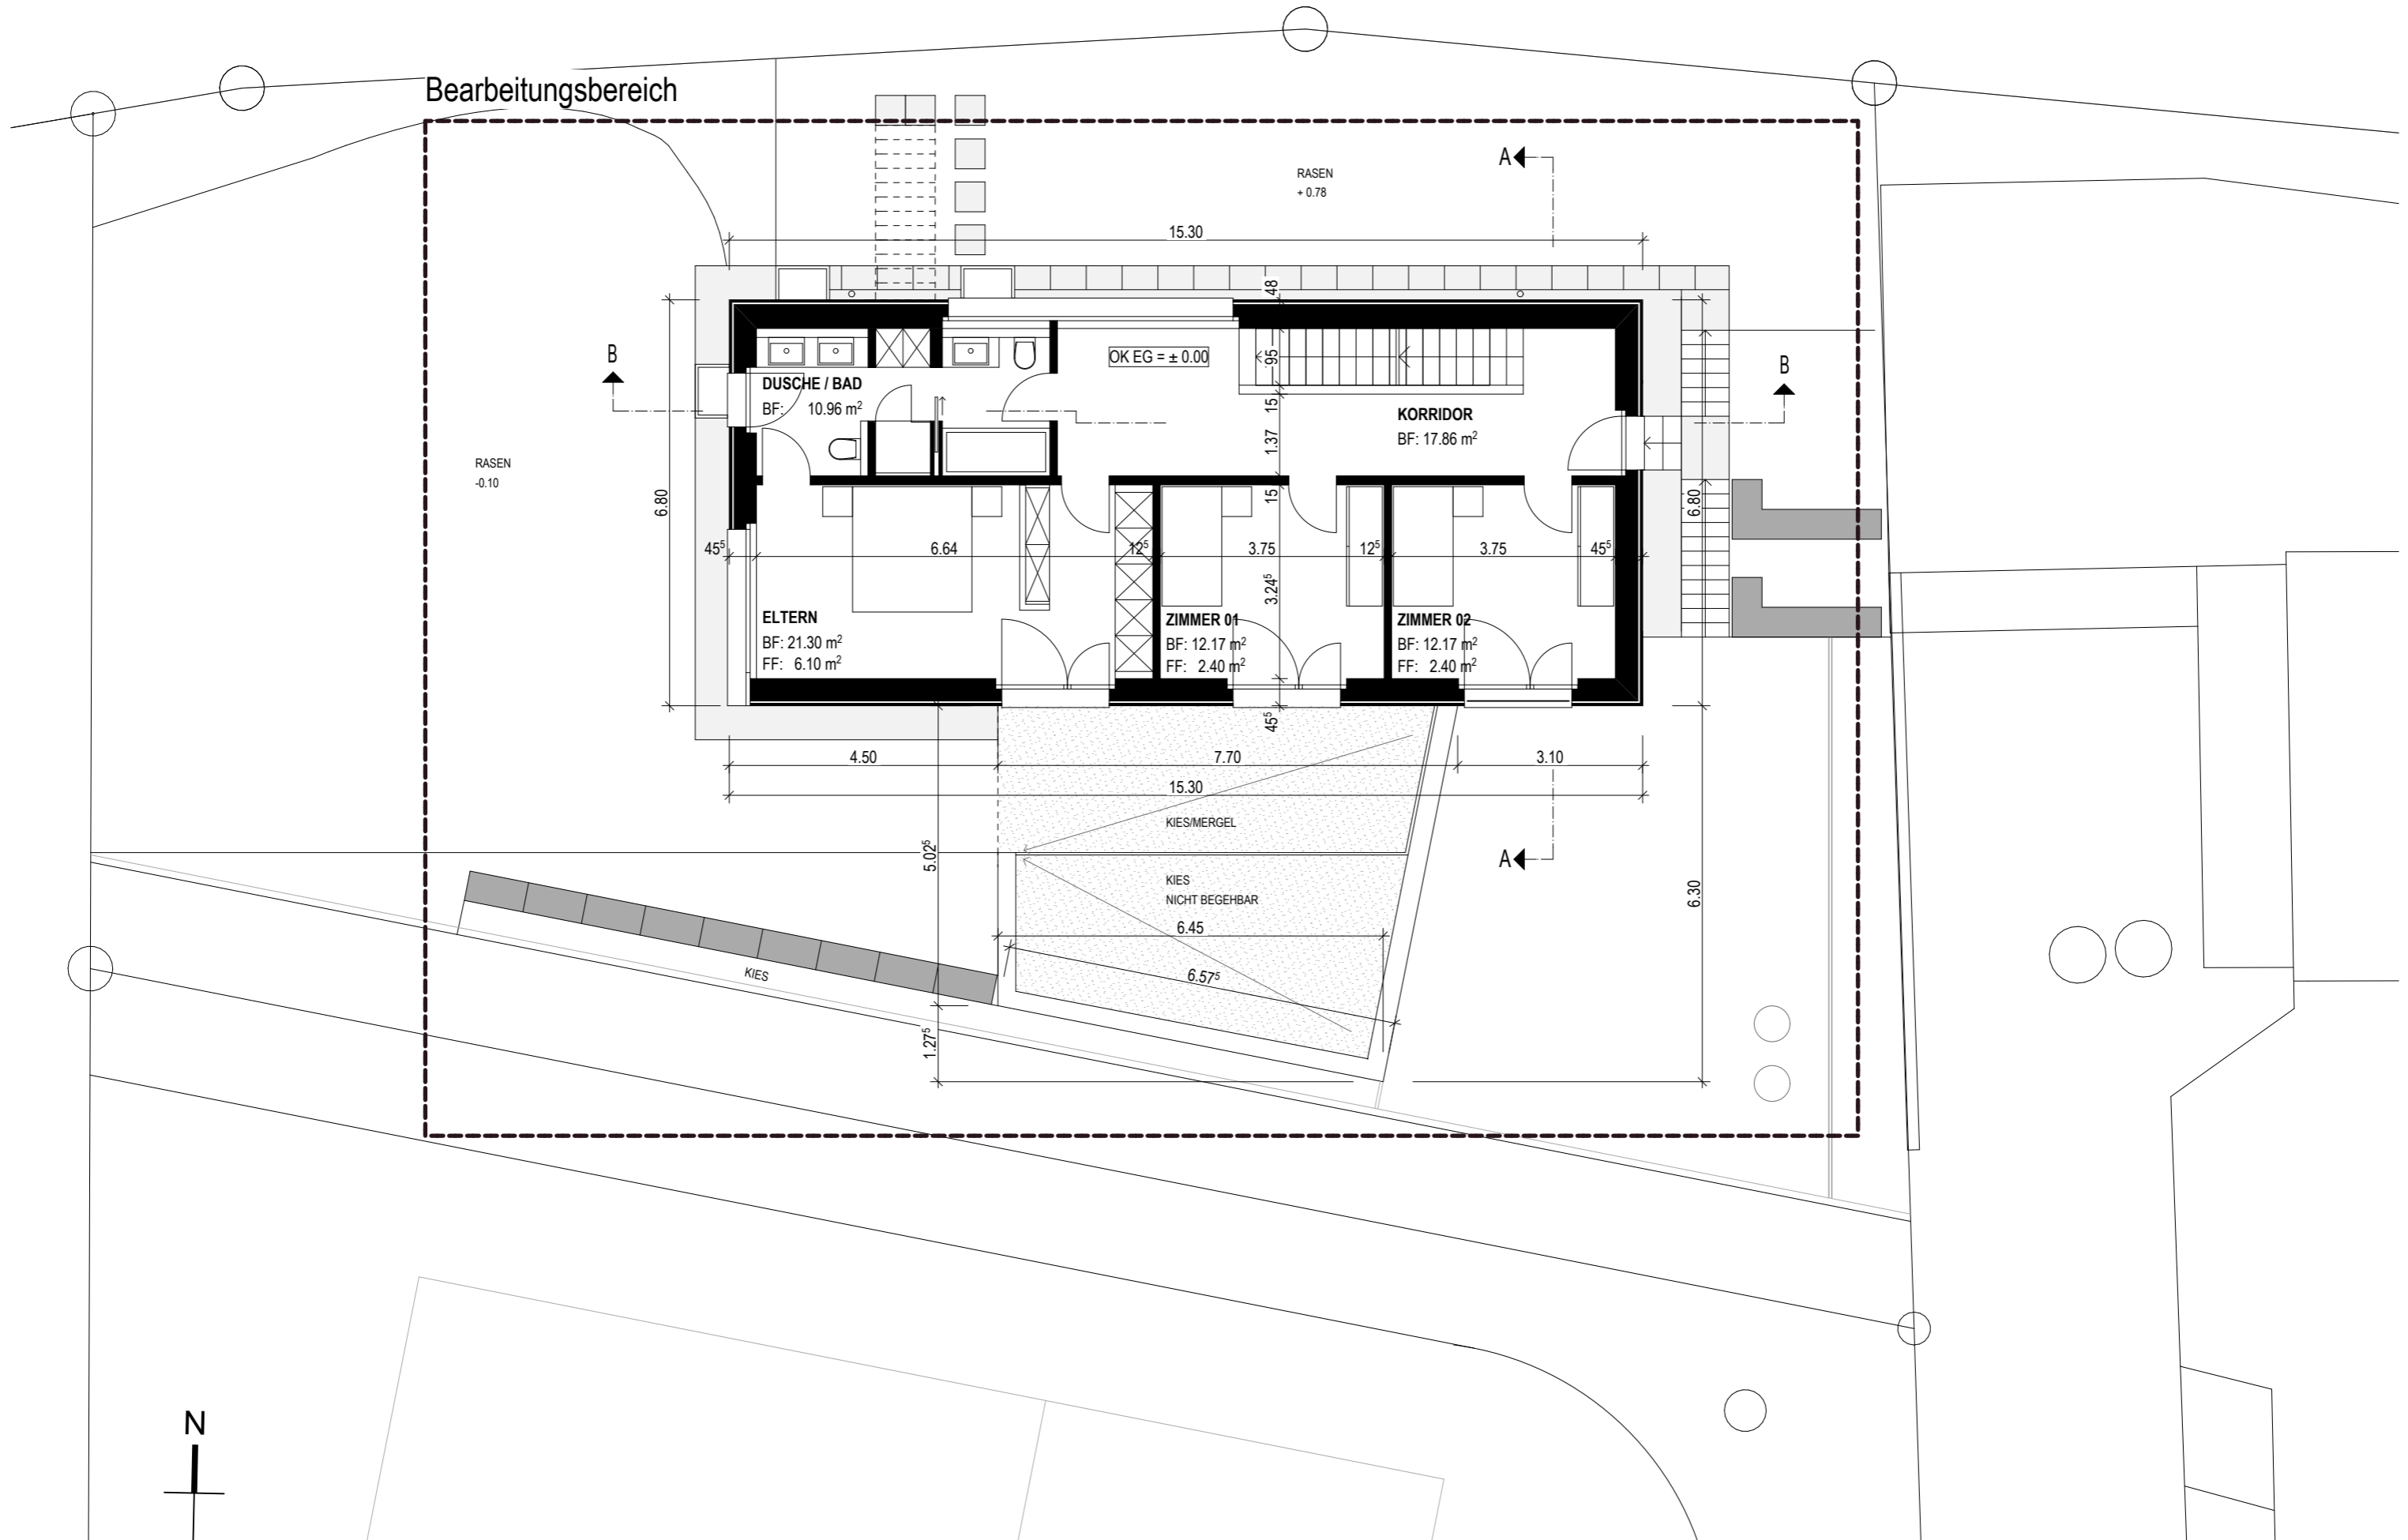 Bearbeitungsbereich
A
RASEN
+ 0.78
15.30
48
B
OK EG = ± 0.00
95
B
DUSCHE / BAD
BF: 10.96 m²
15
KORRIDOR
BF: 17.86 m²
1.37
RASEN
-0.10
6.80
15
6.80
45⁵
6.64
12⁵
3.75
12⁵
3.75
45⁵
3.24⁵
ELTERN
BF: 21.30 m²
FF: 6.10 m²
ZIMMER 01
BF: 12.17 m²
FF: 2.40 m²
ZIMMER 02
BF: 12.17 m²
FF: 2.40 m²
45⁵
4.50
7.70
3.10
15.30
KIES/MERGEL
5.02⁵
A
KIES
NICHT BEGEHBAR
6.30
6.45
KIES
6.57⁵
1.27⁵
N